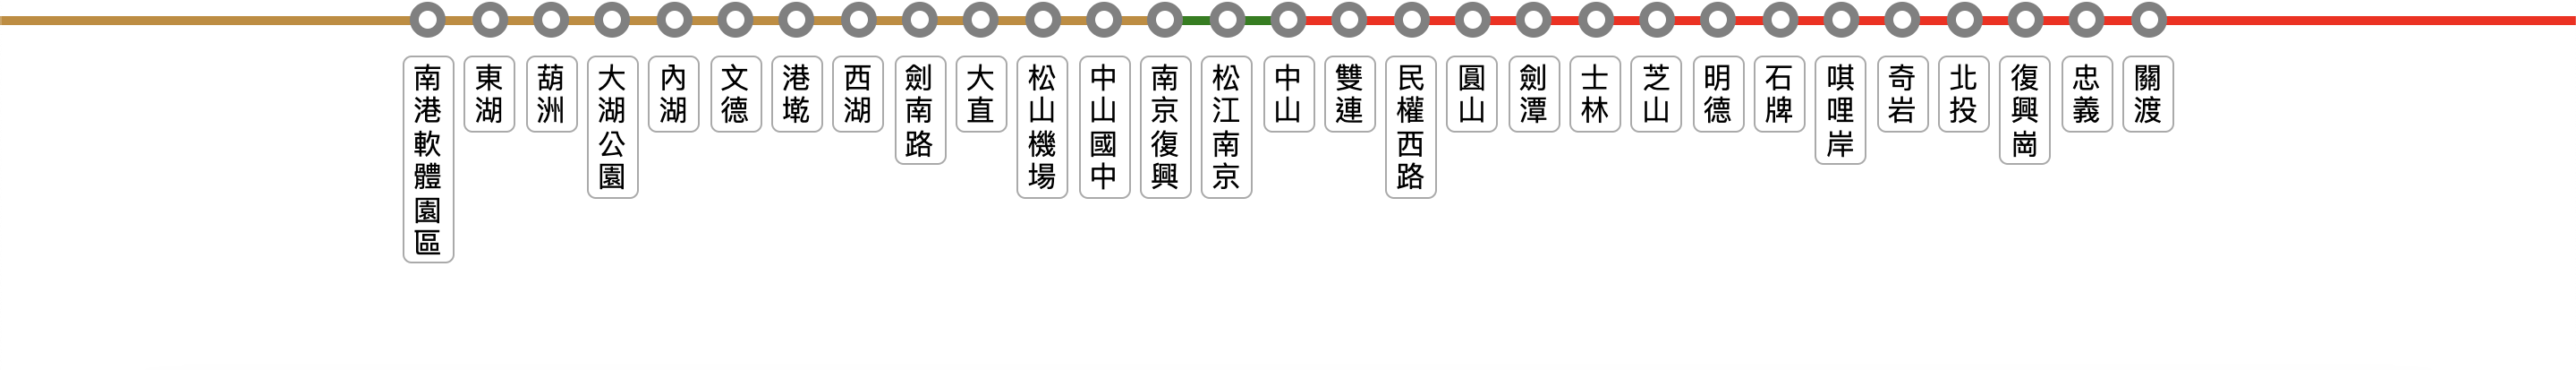 南港軟體園區
東湖
葫洲
大湖公園
內湖
文德
港墘
西湖
劍南路
大直
松山機場
中山國中
南京復興
松江南京
中山
雙連
民權西路
圓山
劍潭
士林
芝山
明德
石牌
唭哩岸
奇岩
北投
復興崗
忠義
關渡